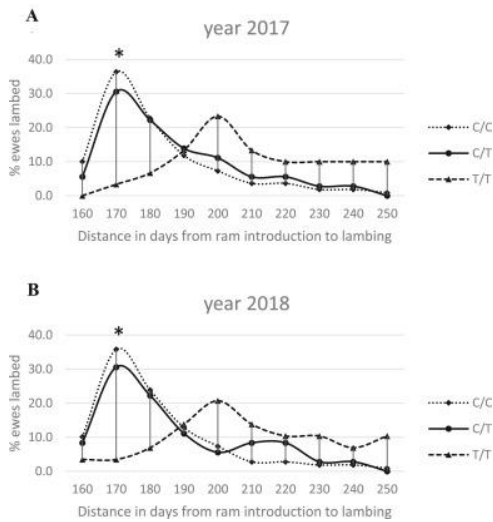 A
year 2017
*
40.0
30.0
20.0
10.0
0.0
% ewes lambed
160 170 180 190 200 210 220 230 240 250
Distance in days from ram introduction to lambing
C/C
C/T
T/T
B
year 2018
*
40.0
30.0
20.0
10.0
0.0
% ewes lambed
160 170 180 190 200 210 220 230 240 250
Distance in days from ram introduction to lambing
C/C
C/T
T/T